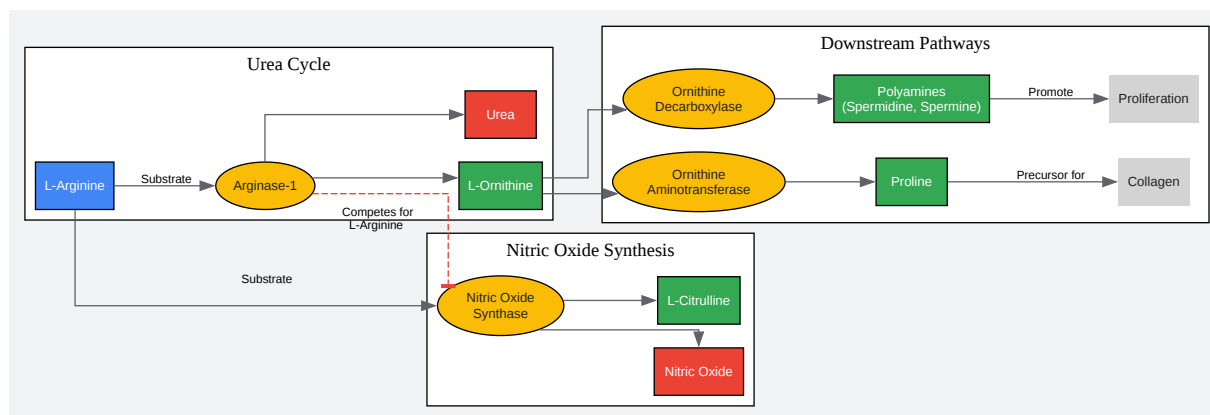 Urea Cycle
Urea
L-Arginine
Substrate
Arginase-1
L-Ornithine
Competes for
L-Arginine
Downstream Pathways
Ornithine
Decarboxylase
Polyamines
(Spermidine, Spermine)
Promote
Proliferation
Ornithine
Aminotransferase
Proline
Precursor for
Collagen
Substrate
Nitric Oxide Synthesis
Nitric Oxide
Synthase
L-Citrulline
Nitric Oxide